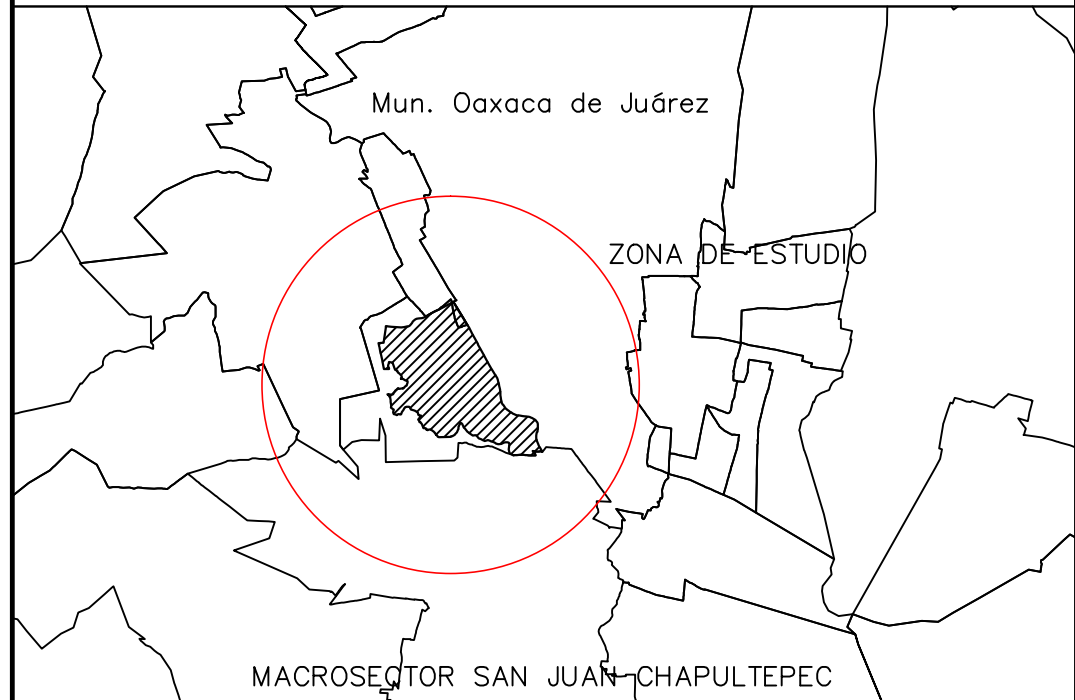 Mun. Oaxaca de Juárez
ZONA DE ESTUDIO
MACROSECTOR SAN JUAN CHAPULTEPEC